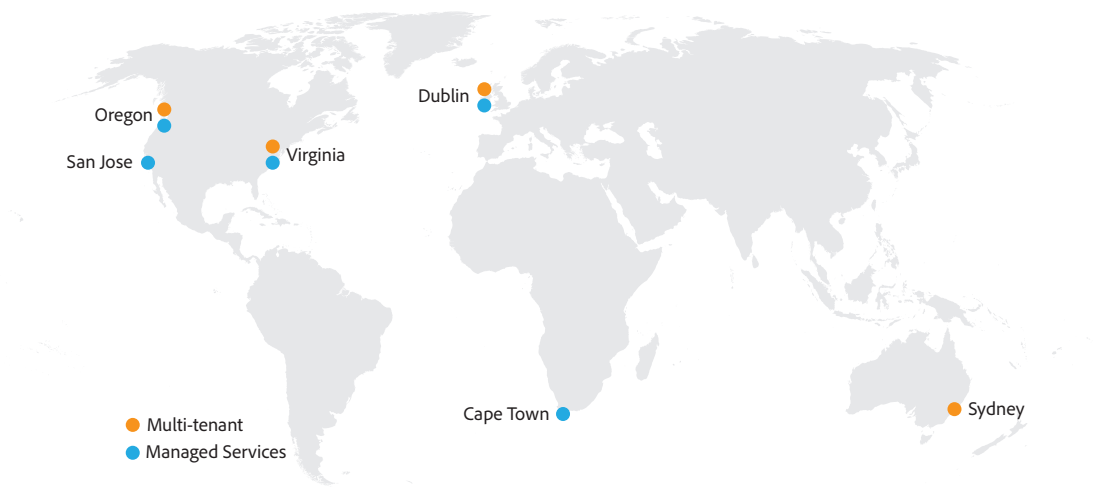 Dublin
Oregon
Virginia
San Jose
Cape Town
Sydney
Multi-tenant
Managed Services